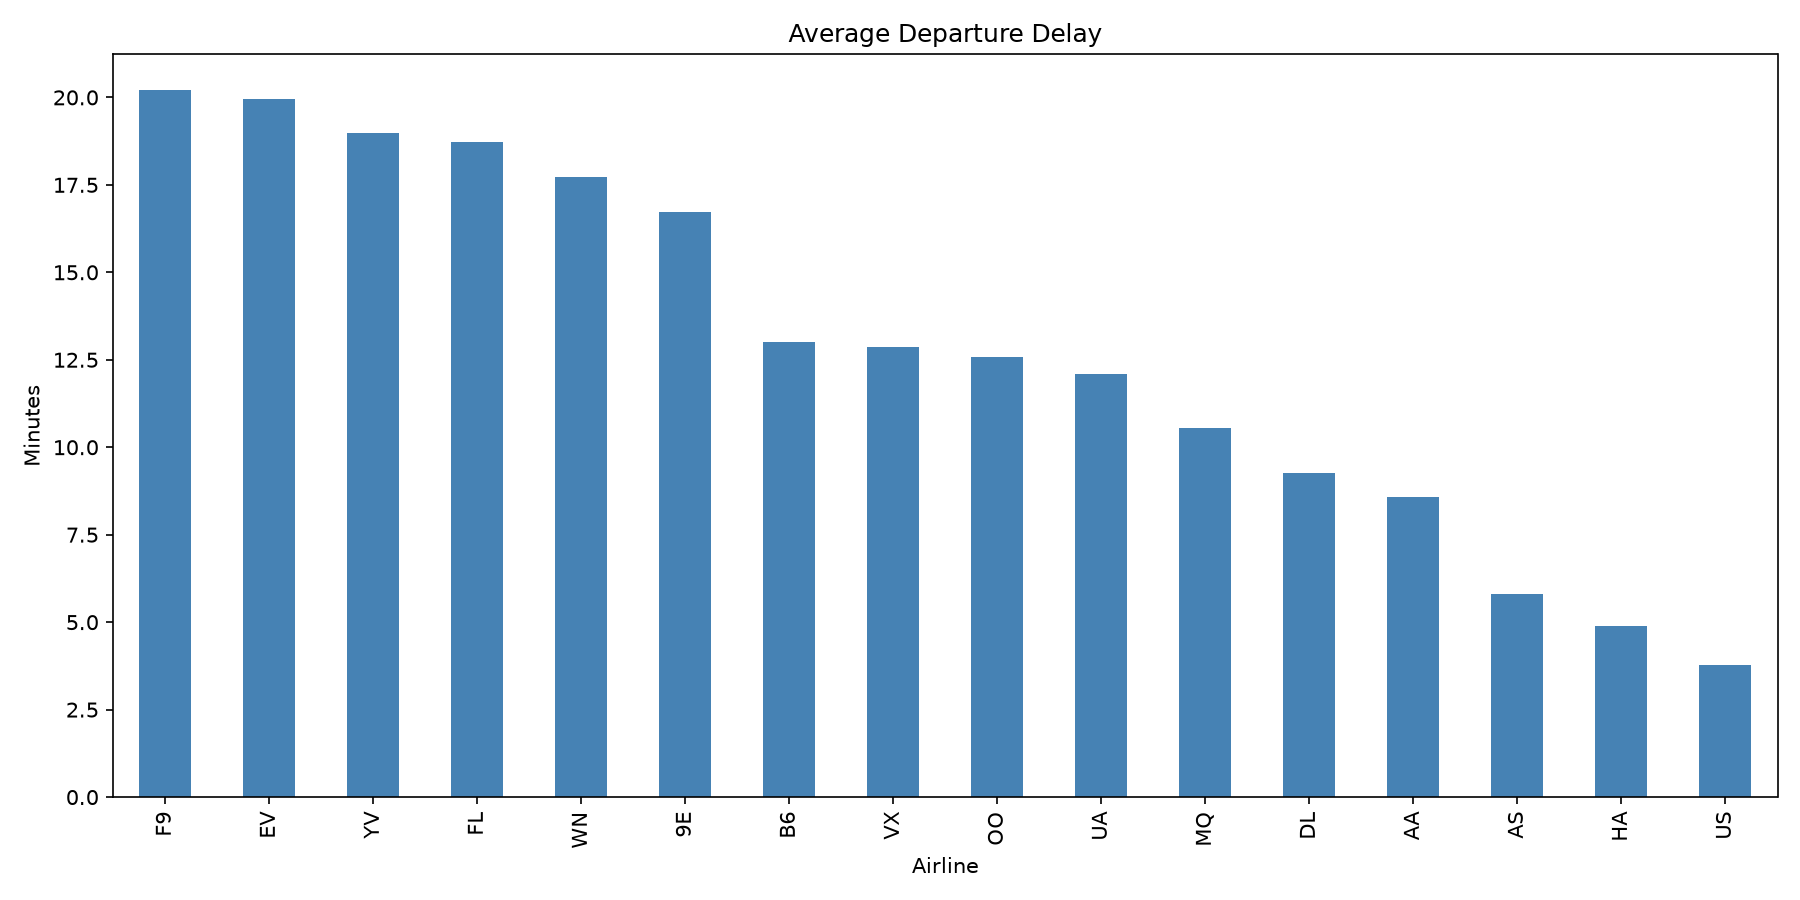 Average Departure Delay
20.0
17.5
15.0
12.5
10.0
7.5
5.0
2.5
0.0
Minutes
F9 EV YV FL WN 9E B6 VX OO UA MQ DL AA AS HA US
Airline